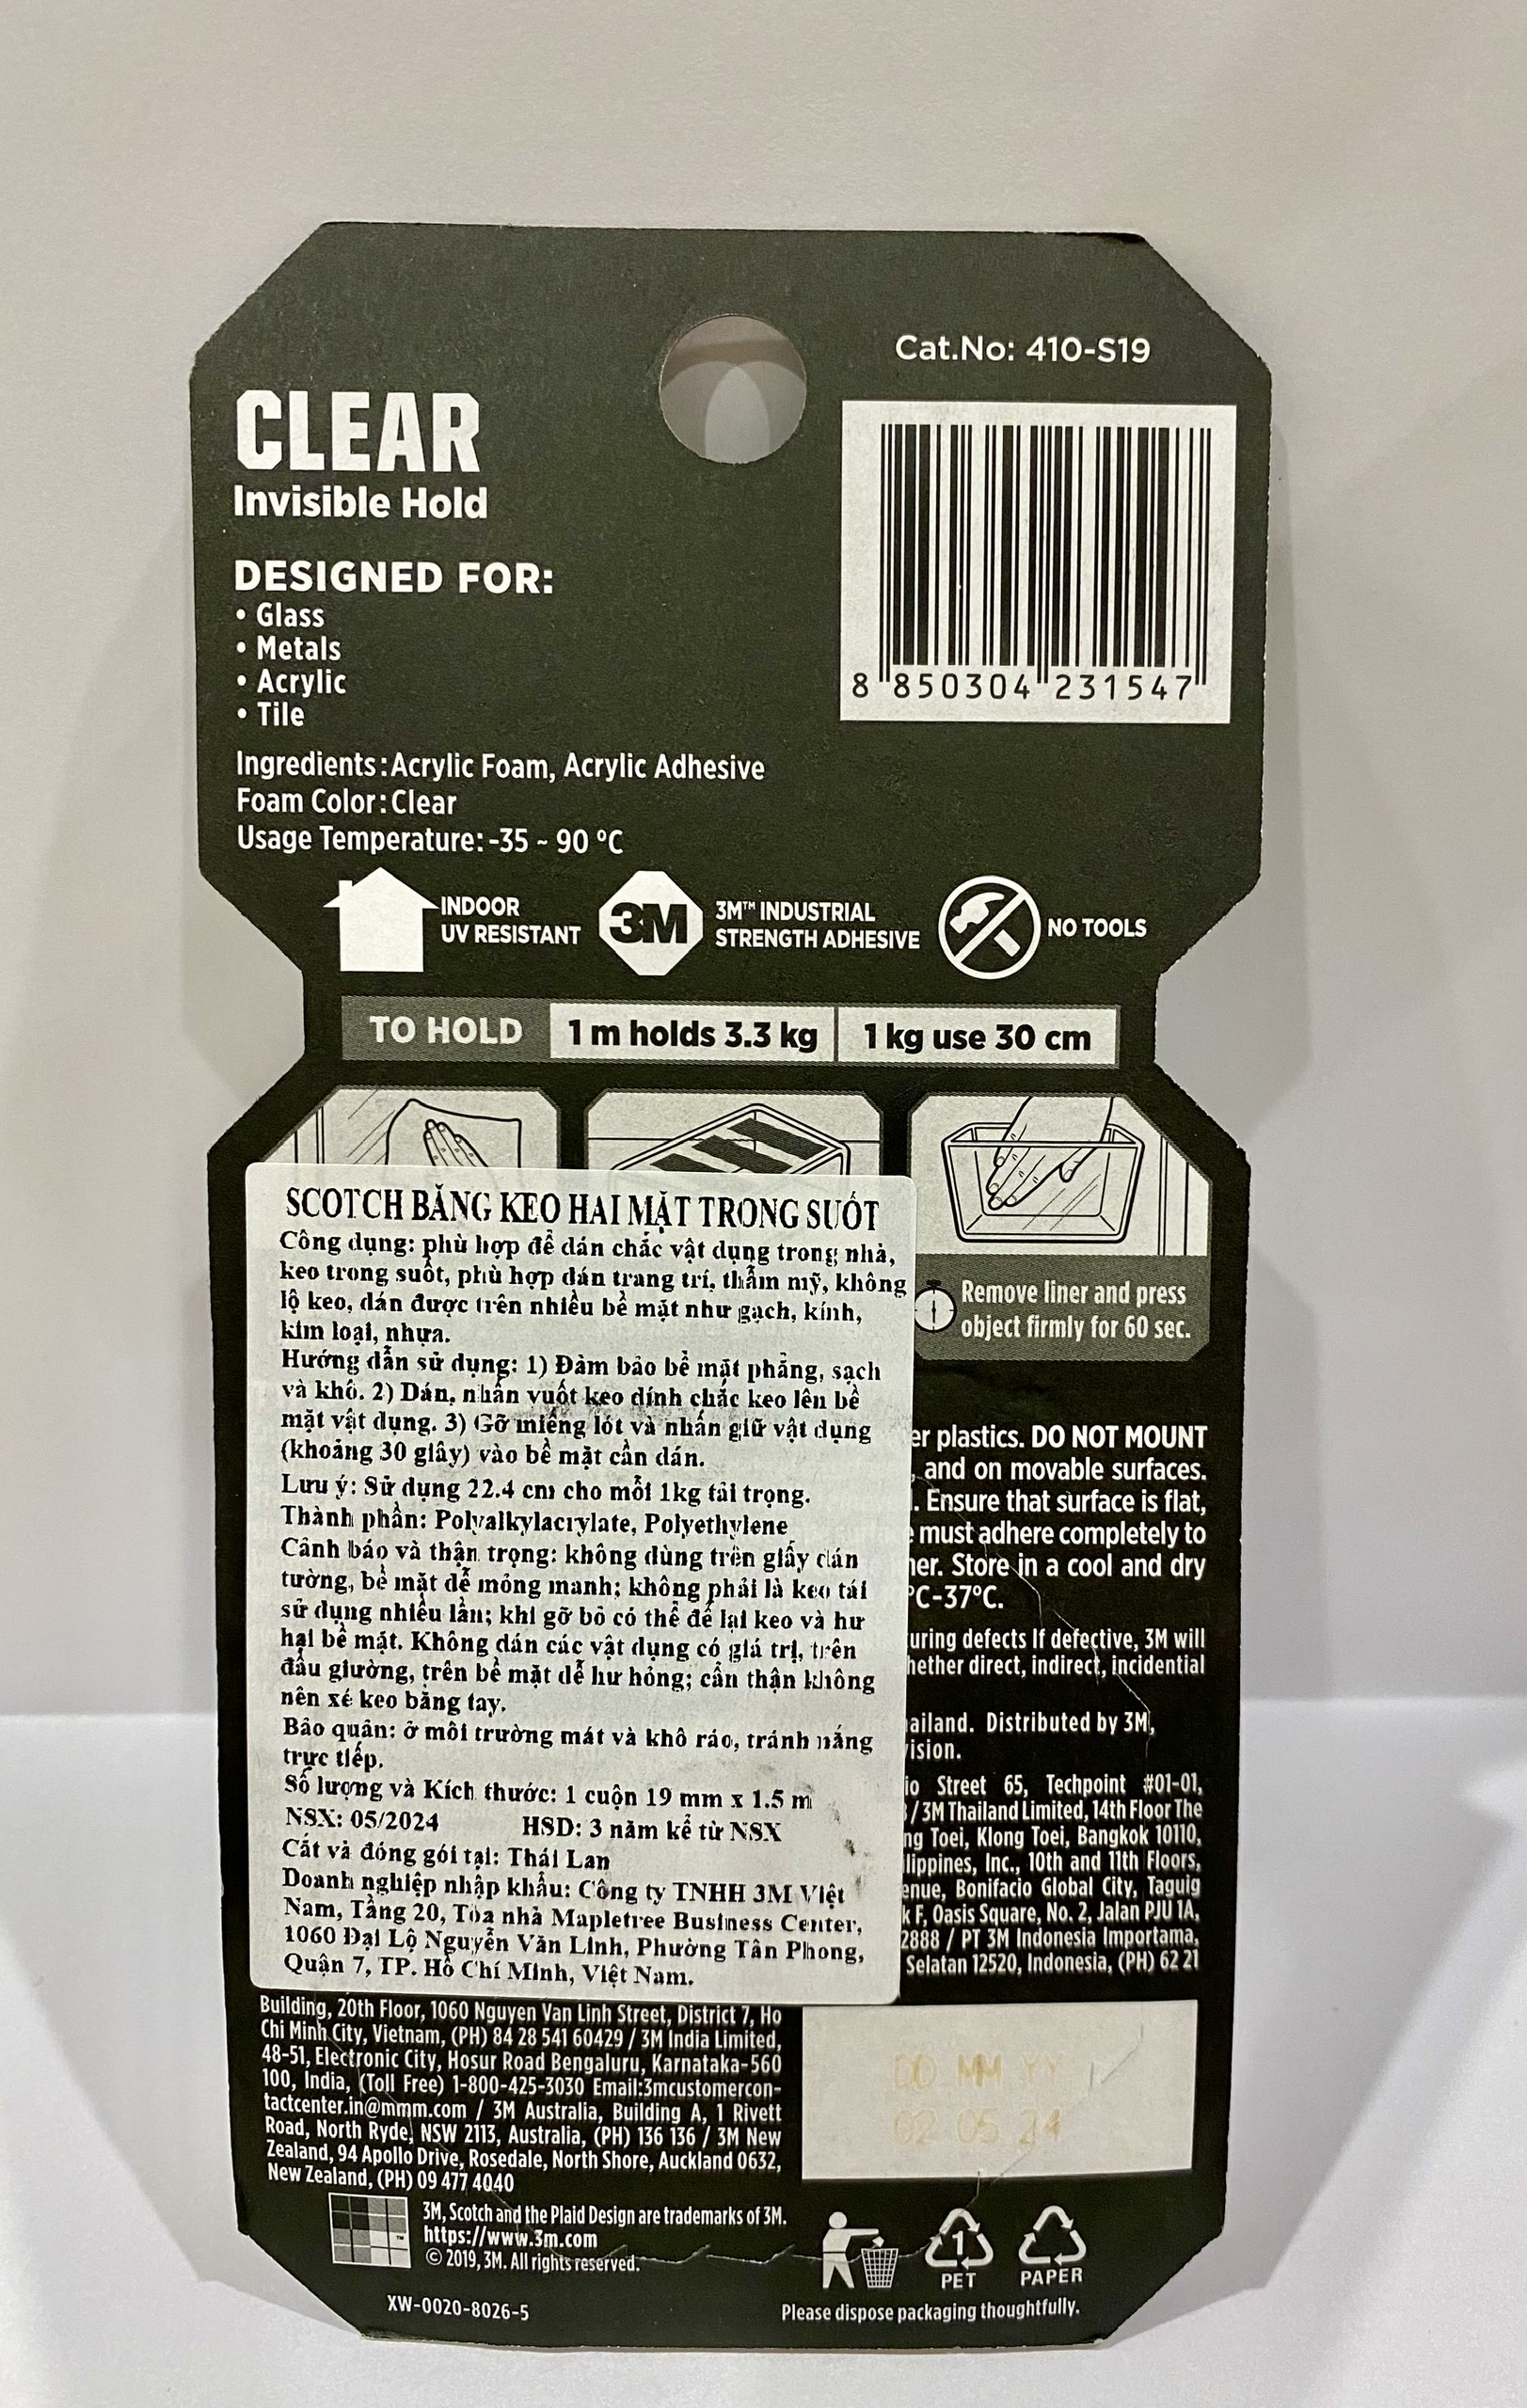 Cat.No: 410-S19
CLEAR
Invisible Hold
DESIGNED FOR:
• Glass
• Metals
• Acrylic
• Tile
8 850304 231547
Ingredients: Acrylic Foam, Acrylic Adhesive
Foam Color: Clear
Usage Temperature: -35 ~ 90 °C
INDOOR
UV RESISTANT
3M
3M™ INDUSTRIAL
STRENGTH ADHESIVE
NO TOOLS
TO HOLD
1 m holds 3.3 kg
1 kg use 30 cm
SCOTCH BĂNG KEO HAI MẶT TRONG SUỐT
Công dụng: phù hợp để dán chắc vật dụng trong nhà,
keo trong suốt, phù hợp dán trang trí, thẩm mỹ, không
lộ keo, dán được trên nhiều bề mặt như gạch, kính,
kim loại, nhựa.
Hướng dẫn sử dụng: 1) Đảm bảo bề mặt phẳng, sạch
và khô. 2) Dán, nhấn vuốt keo dính chắc keo lên bề
mặt vật dụng. 3) Gỡ miếng lót và nhấn giữ vật dụng
(khoảng 30 giây) vào bề mặt cần dán.
Lưu ý: Sử dụng 22.4 cm cho mỗi 1kg tải trọng.
Thành phần: Polyalkylacrylate, Polyethylene
Cảnh báo và thận trọng: không dùng trên giấy dán
tường, bề mặt dễ mỏng manh; không phải là keo tái
sử dụng nhiều lần; khi gỡ bỏ có thể để lại keo và hư
hại bề mặt. Không dán các vật dụng có giá trị, trên
đầu giường, trên bề mặt dễ hư hỏng; cẩn thận không
nên xé keo bằng tay.
Bảo quản: ở môi trường mát và khô ráo, tránh nắng
trực tiếp.
Số lượng và Kích thước: 1 cuộn 19 mm x 1.5 m
NSX: 05/2024 HSD: 3 năm kể từ NSX
Cắt và đóng gói tại: Thái Lan
Doanh nghiệp nhập khẩu: Công ty TNHH 3M Việt
Nam, Tầng 20, Tòa nhà Mapletree Business Center,
1060 Đại Lộ Nguyễn Văn Linh, Phường Tân Phong,
Quận 7, TP. Hồ Chí Minh, Việt Nam.
Remove liner and press
object firmly for 60 sec.
plastics. DO NOT MOUNT
and on movable surfaces.
Ensure that surface is flat,
must adhere completely to
Store in a cool and dry
°C-37°C.
defects If defective, 3M will
direct, indirect, incidential
Distributed by 3M,
Street 65, Techpoint #01-01,
/ 3M Thailand Limited, 14th Floor The
Toei, Klong Toei, Bangkok 10110,
Inc., 10th and 11th Floors,
Bonifacio Global City, Taguig
F, Oasis Square, No. 2, Jalan PJU 1A,
2888 / PT 3M Indonesia Importama,
Selatan 12520, Indonesia, (PH) 62 21
Building, 20th Floor, 1060 Nguyen Van Linh Street, District 7, Ho
Chi Minh City, Vietnam, (PH) 84 28 541 60429 / 3M India Limited,
48-51, Electronic City, Hosur Road Bengaluru, Karnataka-560
100, India, (Toll Free) 1-800-425-3030 Email:3mcustomercon-
tactcenter.in@mmm.com / 3M Australia, Building A, 1 Rivett
Road, North Ryde, NSW 2113, Australia, (PH) 136 136 / 3M New
Zealand, 94 Apollo Drive, Rosedale, North Shore, Auckland 0632,
New Zealand, (PH) 09 477 4040
DD MM YY
02 05 24
3M, Scotch and the Plaid Design are trademarks of 3M.
https://www.3m.com
© 2019, 3M. All rights reserved.
1
PET
PAPER
XW-0020-8026-5
Please dispose packaging thoughtfully.